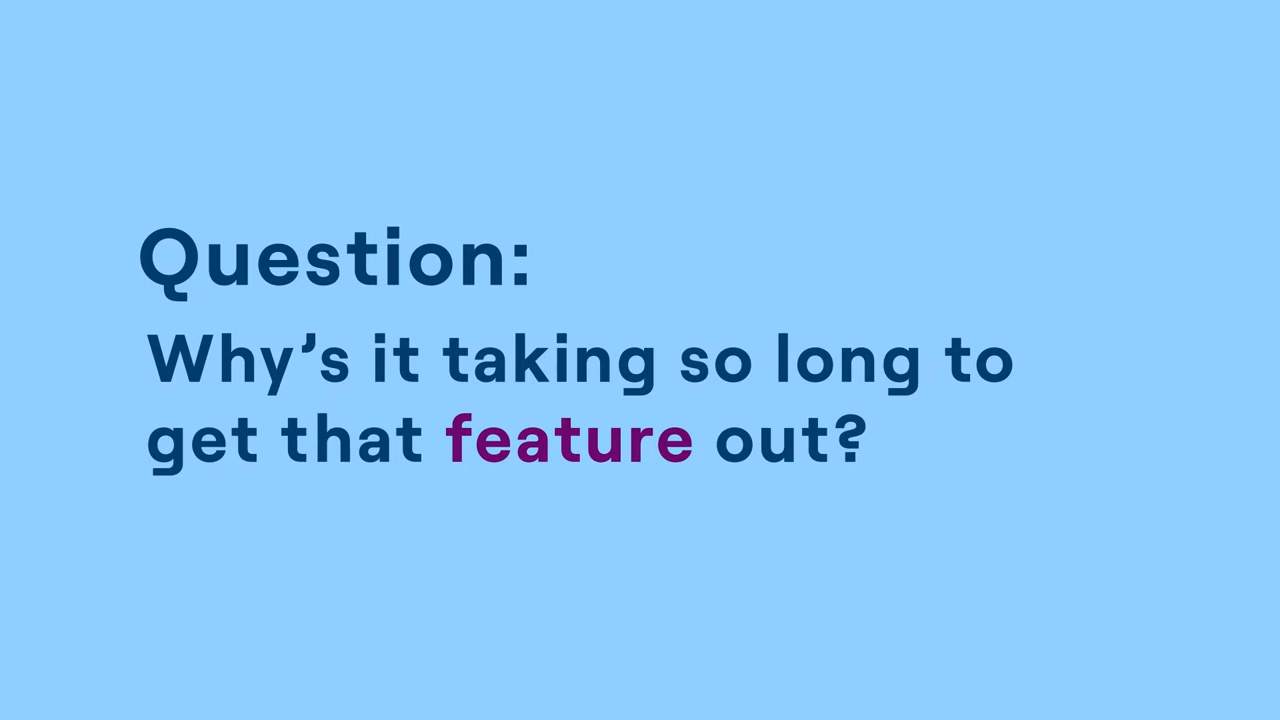 Question:
Why’s it taking so long to
get that feature out?